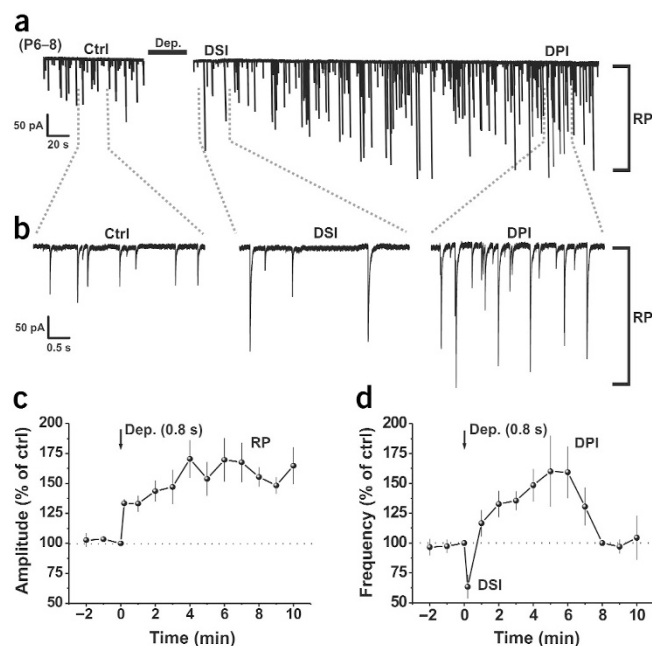 a
(P6–8)
Ctrl
Dep.
DSI
DPI
50 pA
20 s
RP
b
Ctrl
DSI
DPI
50 pA
0.5 s
RP
c
Dep. (0.8 s)
RP
Amplitude (% of ctrl)
200
175
150
125
100
75
50
−2 0 2 4 6 8 10
Time (min)
d
Dep. (0.8 s)
DPI
DSI
Frequency (% of ctrl)
200
175
150
125
100
75
50
−2 0 2 4 6 8 10
Time (min)